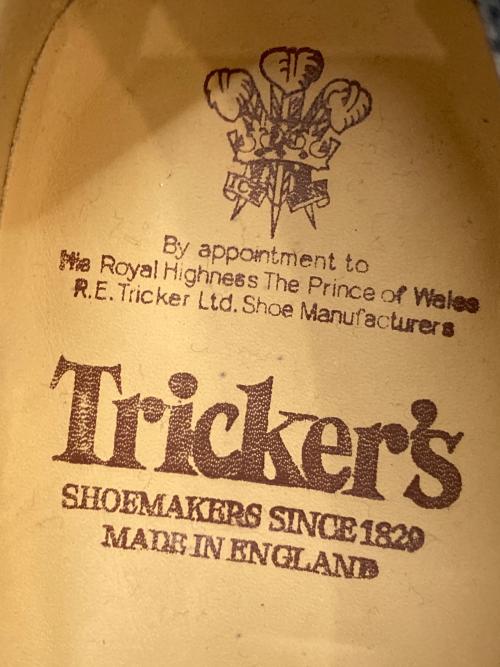 By appointment to
His Royal Highness The Prince of Wales
R.E. Tricker Ltd. Shoe Manufacturers
Tricker's
SHOEMAKERS SINCE 1829
MADE IN ENGLAND